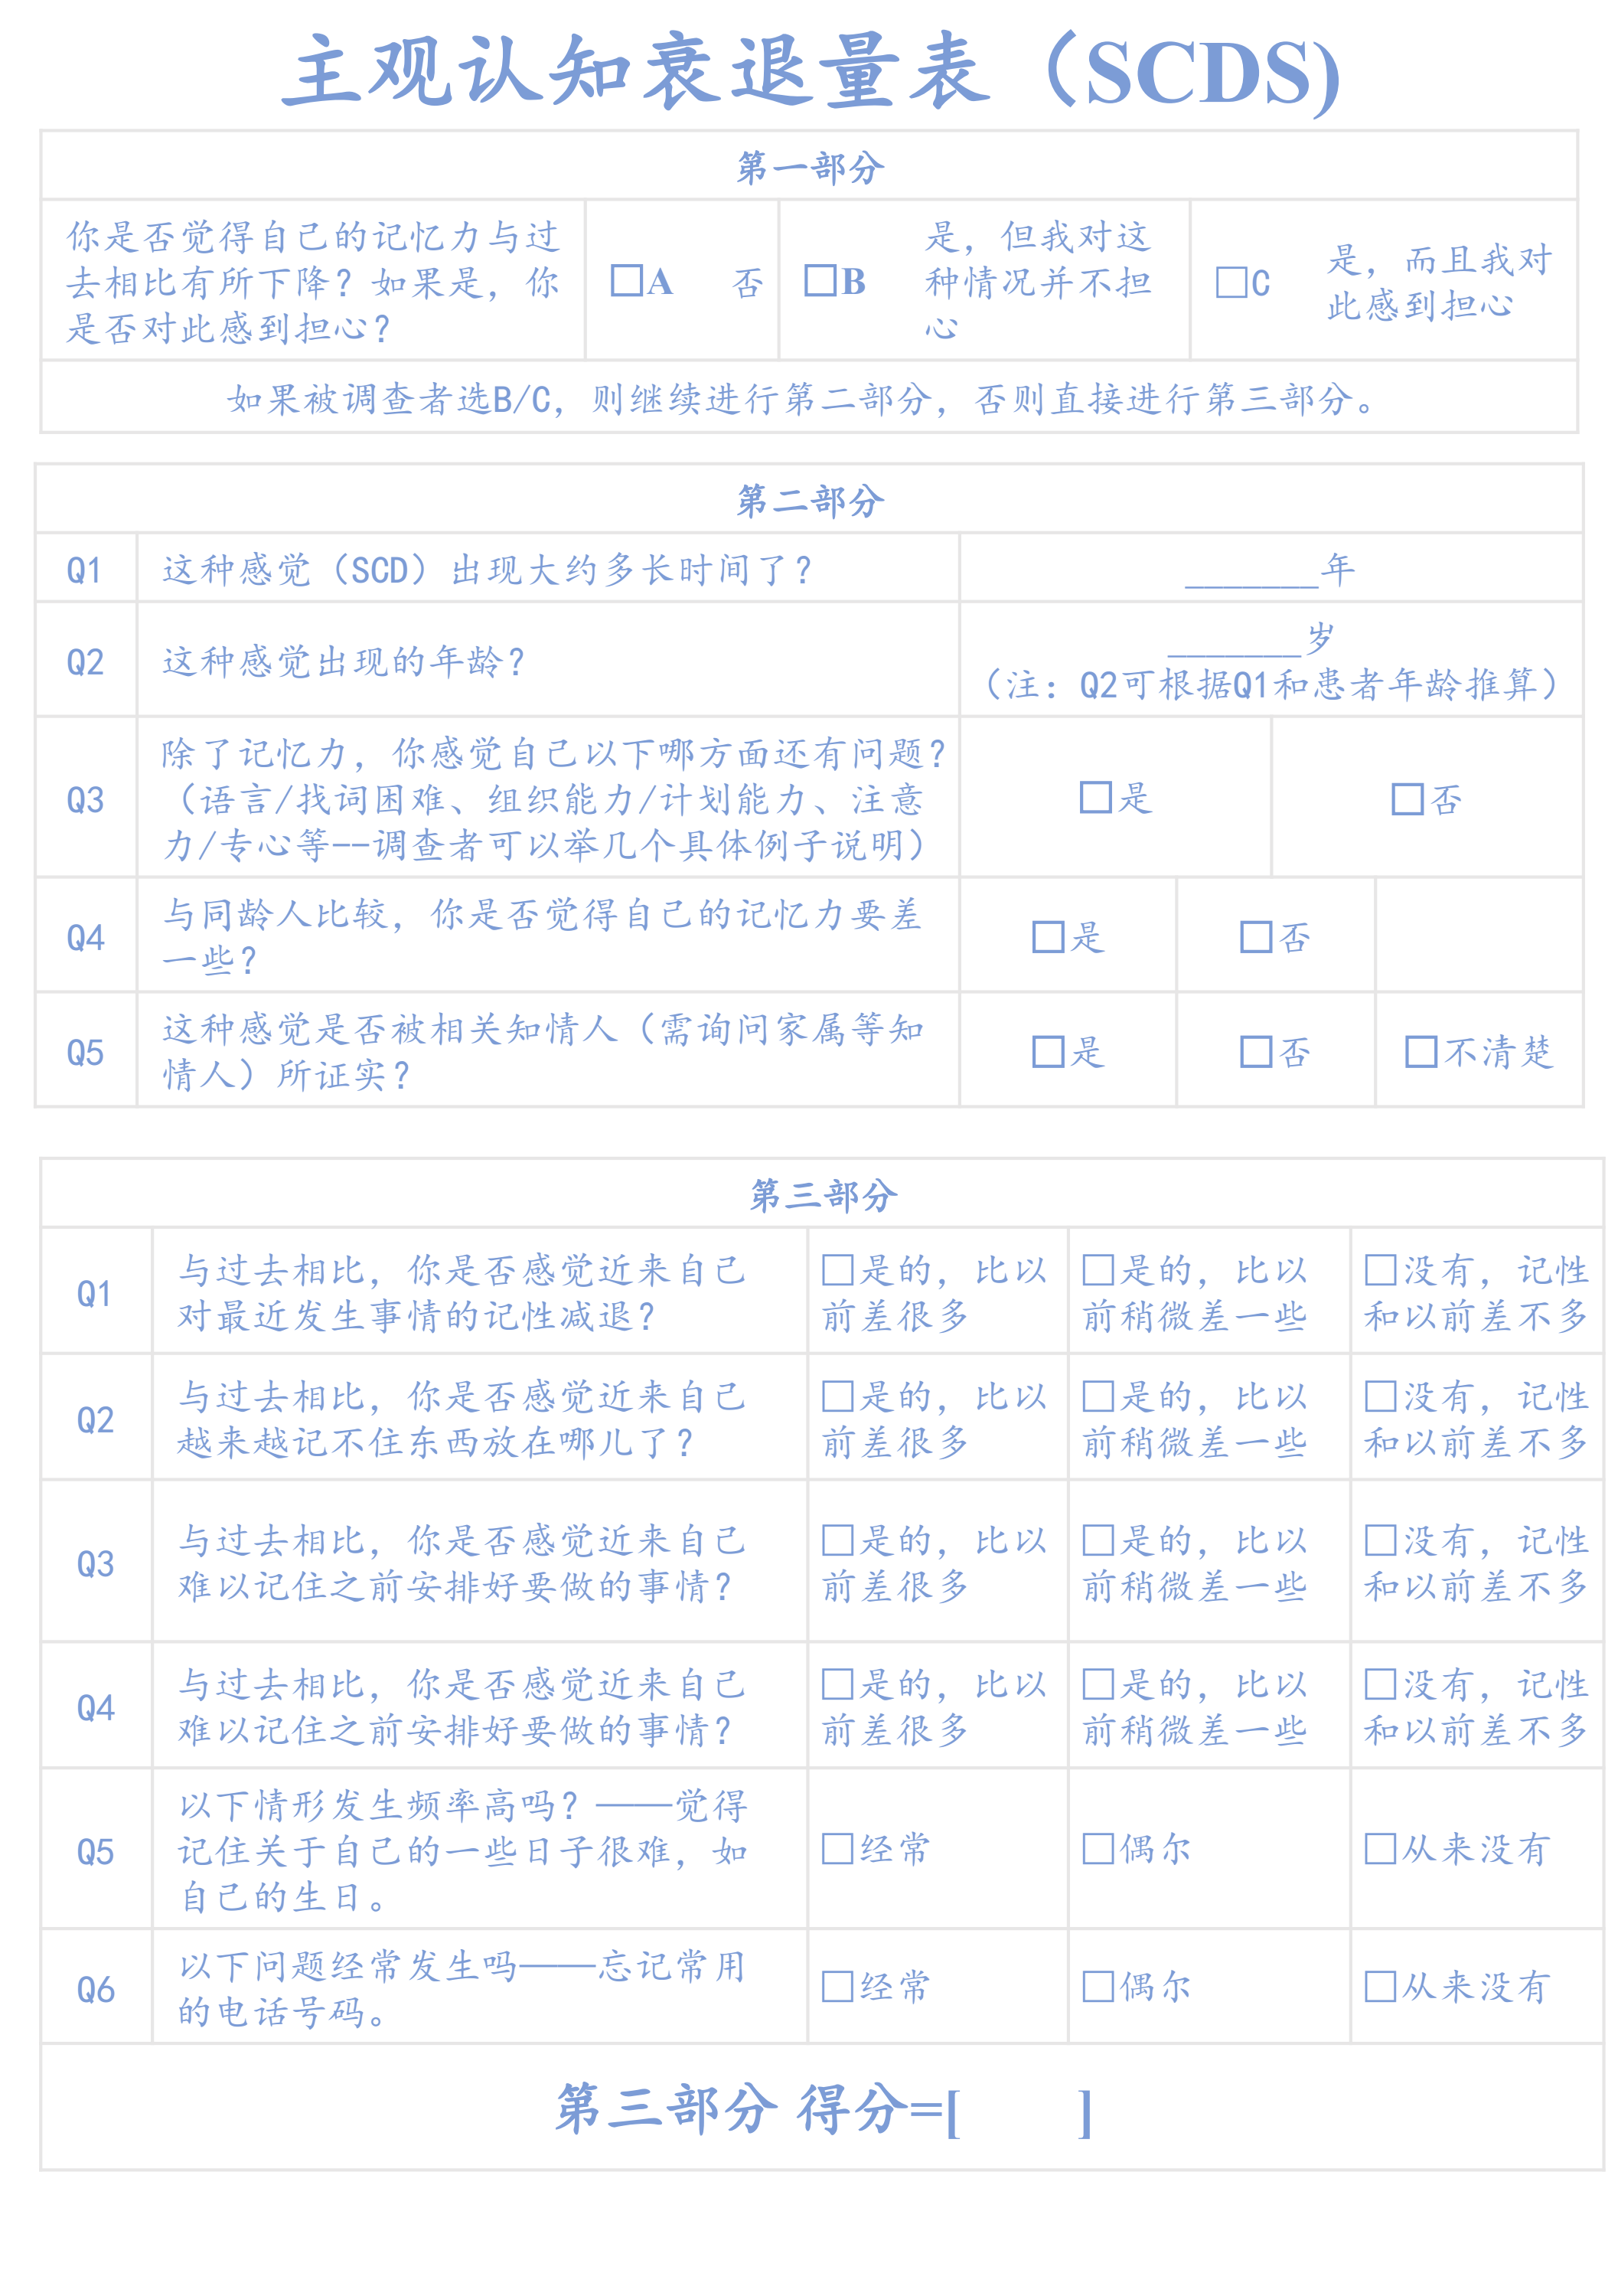 主观认知衰退量表（SCDS)
第一部分
你是否觉得自己的记忆力与过
去相比有所下降？如果是，你
是否对此感到担心？
□A 否
□B 是，但我对这
种情况并不担
心
□C 是，而且我对
此感到担心
如果被调查者选B/C，则继续进行第二部分，否则直接进行第三部分。
第二部分
Q1 这种感觉（SCD）出现大约多长时间了？ _______年
Q2 这种感觉出现的年龄？ _______岁
（注：Q2可根据Q1和患者年龄推算）
Q3
除了记忆力，你感觉自己以下哪方面还有问题？
（语言/找词困难、组织能力/计划能力、注意
力/专心等--调查者可以举几个具体例子说明）
□是 □否
Q4
与同龄人比较，你是否觉得自己的记忆力要差
一些？
□是 □否
Q5
这种感觉是否被相关知情人（需询问家属等知
情人）所证实？
□是 □否 □不清楚
第三部分
Q1
与过去相比，你是否感觉近来自己
对最近发生事情的记性减退？
□是的，比以
前差很多
□是的，比以
前稍微差一些
□没有，记性
和以前差不多
Q2
与过去相比，你是否感觉近来自己
越来越记不住东西放在哪儿了？
□是的，比以
前差很多
□是的，比以
前稍微差一些
□没有，记性
和以前差不多
Q3
与过去相比，你是否感觉近来自己
难以记住之前安排好要做的事情？
□是的，比以
前差很多
□是的，比以
前稍微差一些
□没有，记性
和以前差不多
Q4
与过去相比，你是否感觉近来自己
难以记住之前安排好要做的事情？
□是的，比以
前差很多
□是的，比以
前稍微差一些
□没有，记性
和以前差不多
Q5
以下情形发生频率高吗？——觉得
记住关于自己的一些日子很难，如
自己的生日。
□经常 □偶尔 □从来没有
Q6
以下问题经常发生吗——忘记常用
的电话号码。
□经常 □偶尔 □从来没有
第三部分 得分=[ ]